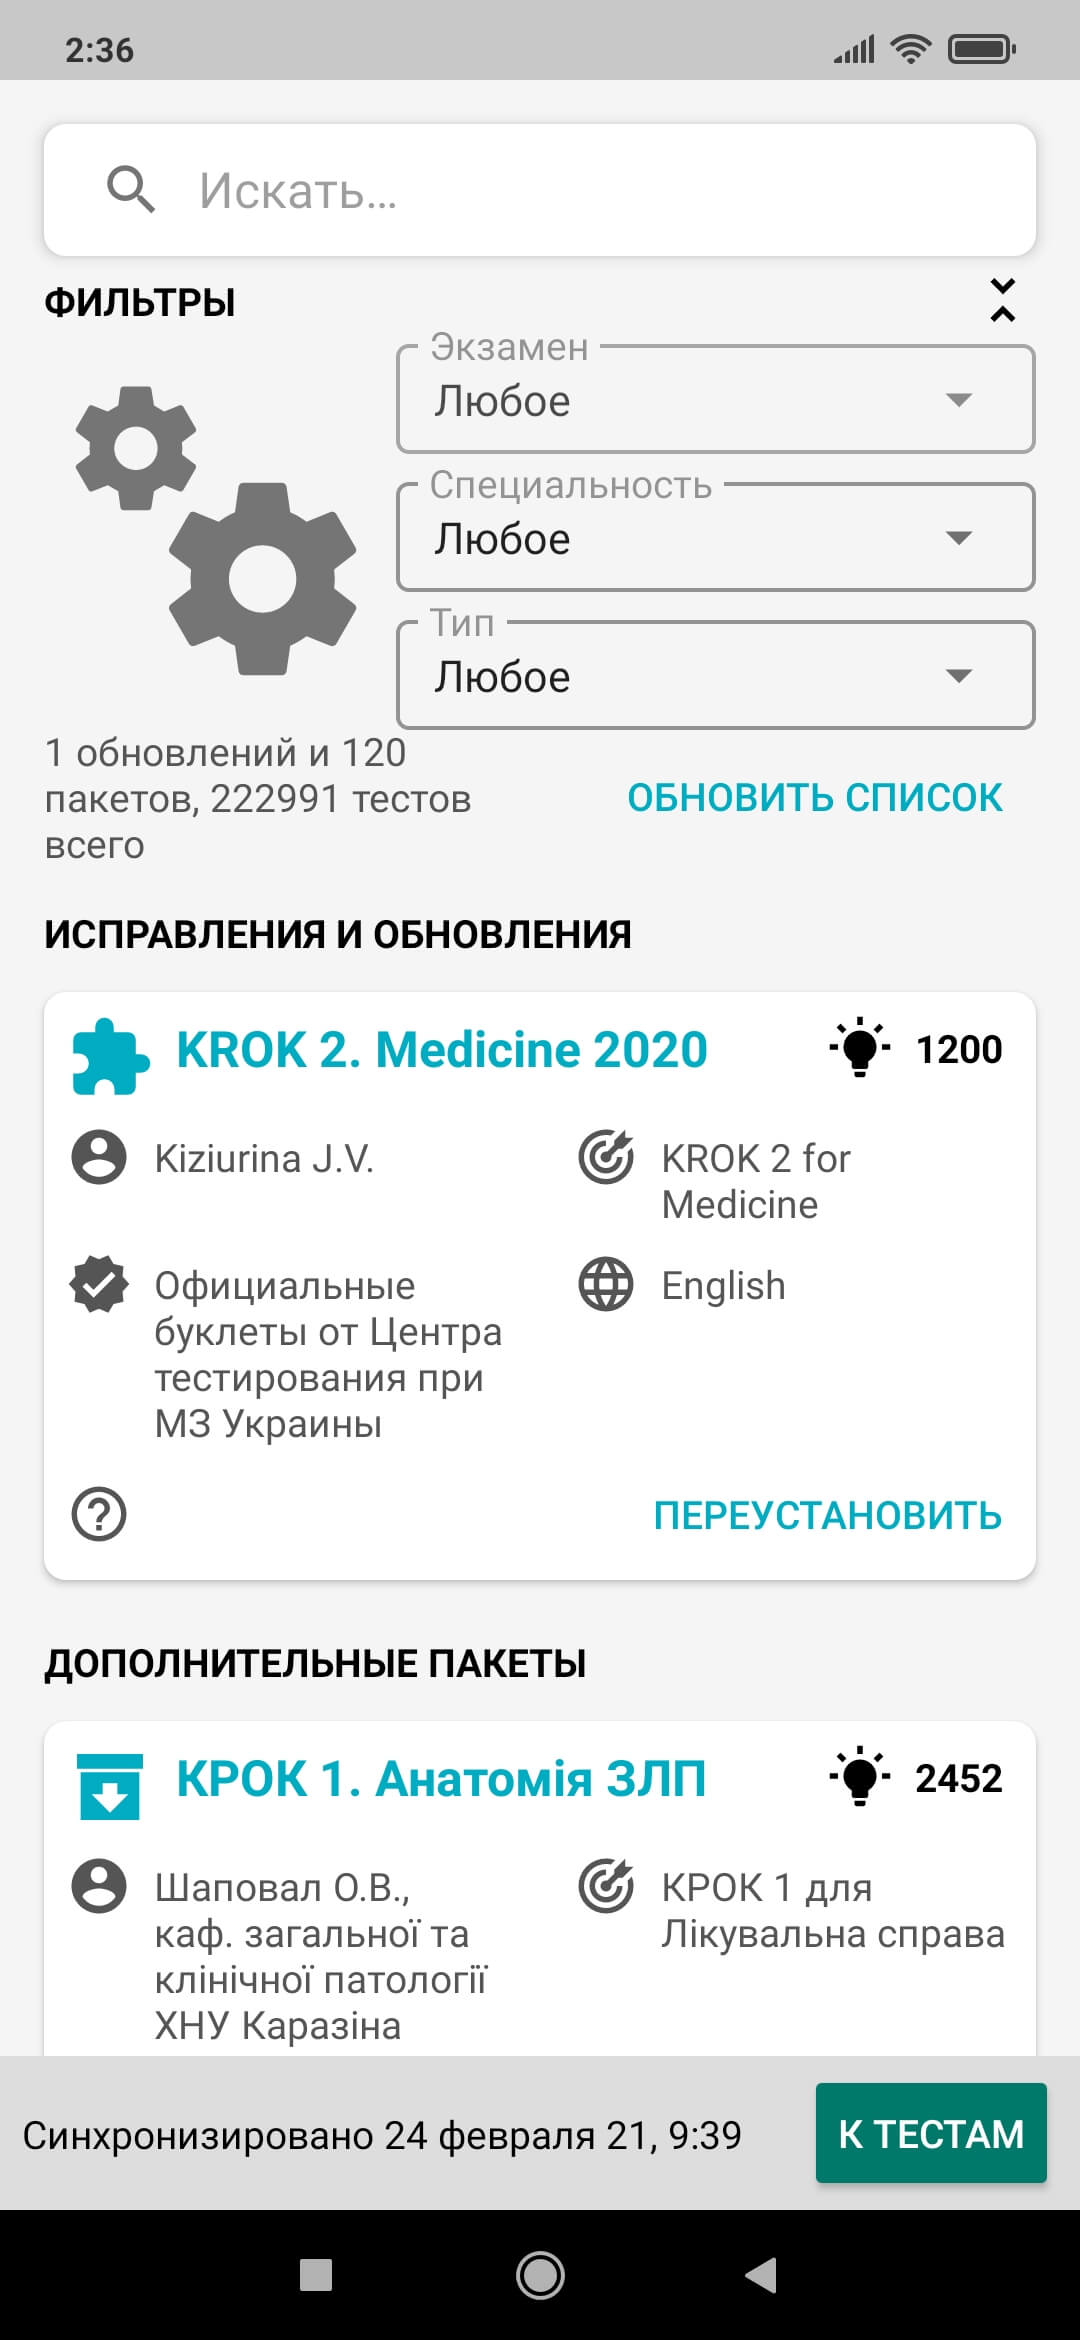 2:36
Искать...
ФИЛЬТРЫ
Экзамен
Любое
Специальность
Любое
Тип
Любое
1 обновлений и 120
пакетов, 222991 тестов
всего
ОБНОВИТЬ СПИСОК
ИСПРАВЛЕНИЯ И ОБНОВЛЕНИЯ
KROK 2. Medicine 2020
1200
Kiziurina J.V.
KROK 2 for
Medicine
Официальные
буклеты от Центра
тестирования при
МЗ Украины
English
ПЕРЕУСТАНОВИТЬ
ДОПОЛНИТЕЛЬНЫЕ ПАКЕТЫ
КРОК 1. Анатомія ЗЛП
2452
Шаповал О.В.,
каф. загальної та
клінічної патології
ХНУ Каразіна
КРОК 1 для
Лікувальна справа
Синхронизировано 24 февраля 21, 9:39
К ТЕСТАМ